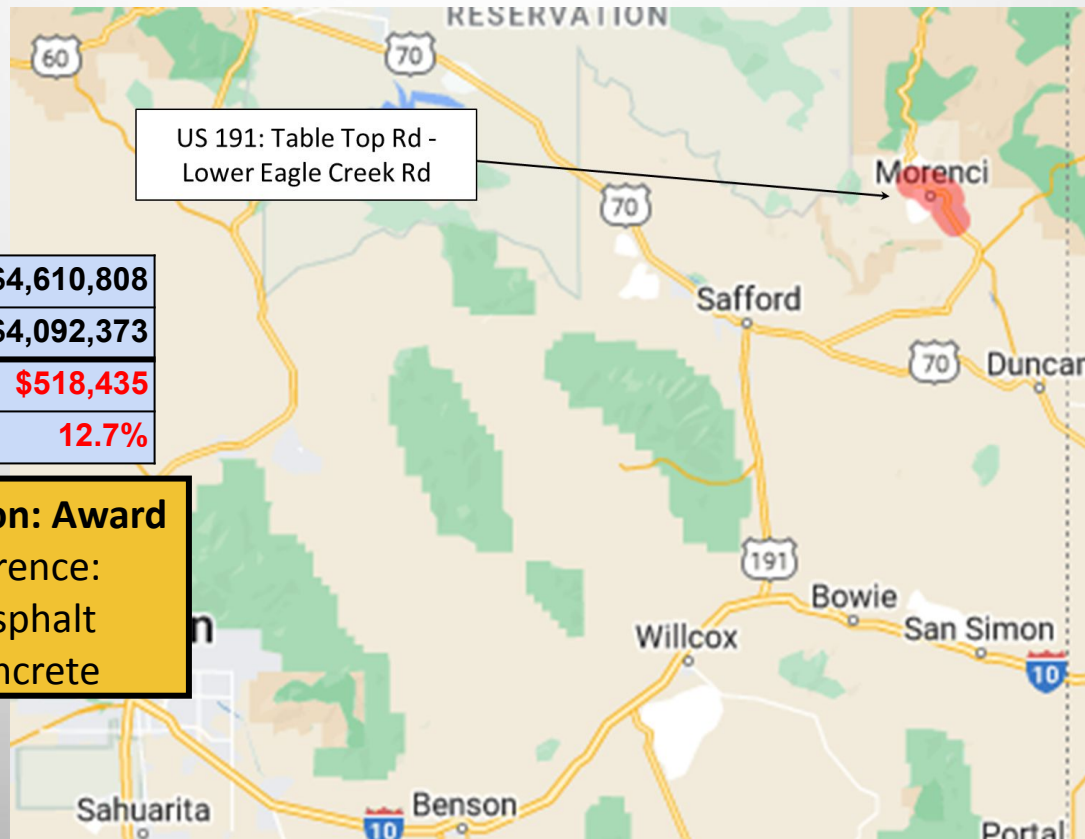 RESERVATION
60
70
US 191: Table Top Rd -
Lower Eagle Creek Rd
Morenci
70
$4,610,808
$4,092,373
$518,435
12.7%
Safford
70
Duncan
on: Award
rence:
sphalt
ncrete
n
191
Bowie
Willcox
San Simon
10
Sahuarita
10
Benson
Portal